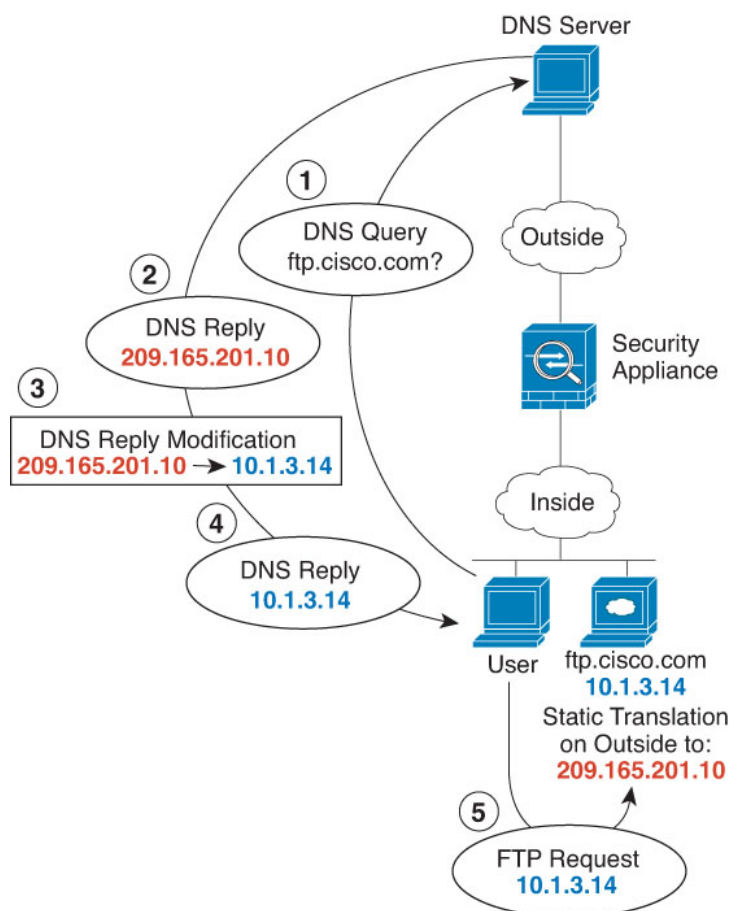 DNS Server
1
DNS Query
ftp.cisco.com?
Outside
2
DNS Reply
209.165.201.10
Security
Appliance
3
DNS Reply Modification
209.165.201.10 → 10.1.3.14
Inside
4
DNS Reply
10.1.3.14
User
ftp.cisco.com
10.1.3.14
Static Translation
on Outside to:
209.165.201.10
5
FTP Request
10.1.3.14